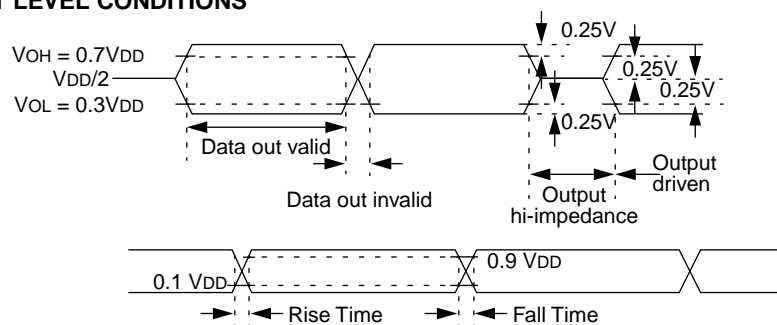 LEVEL CONDITIONS
VOH = 0.7VDD
VDD/2
VOL = 0.3VDD
0.25V
0.25V
0.25V
0.25V
Data out valid
Data out invalid
Output
hi-impedance
Output
driven
0.1 VDD
0.9 VDD
Rise Time
Fall Time